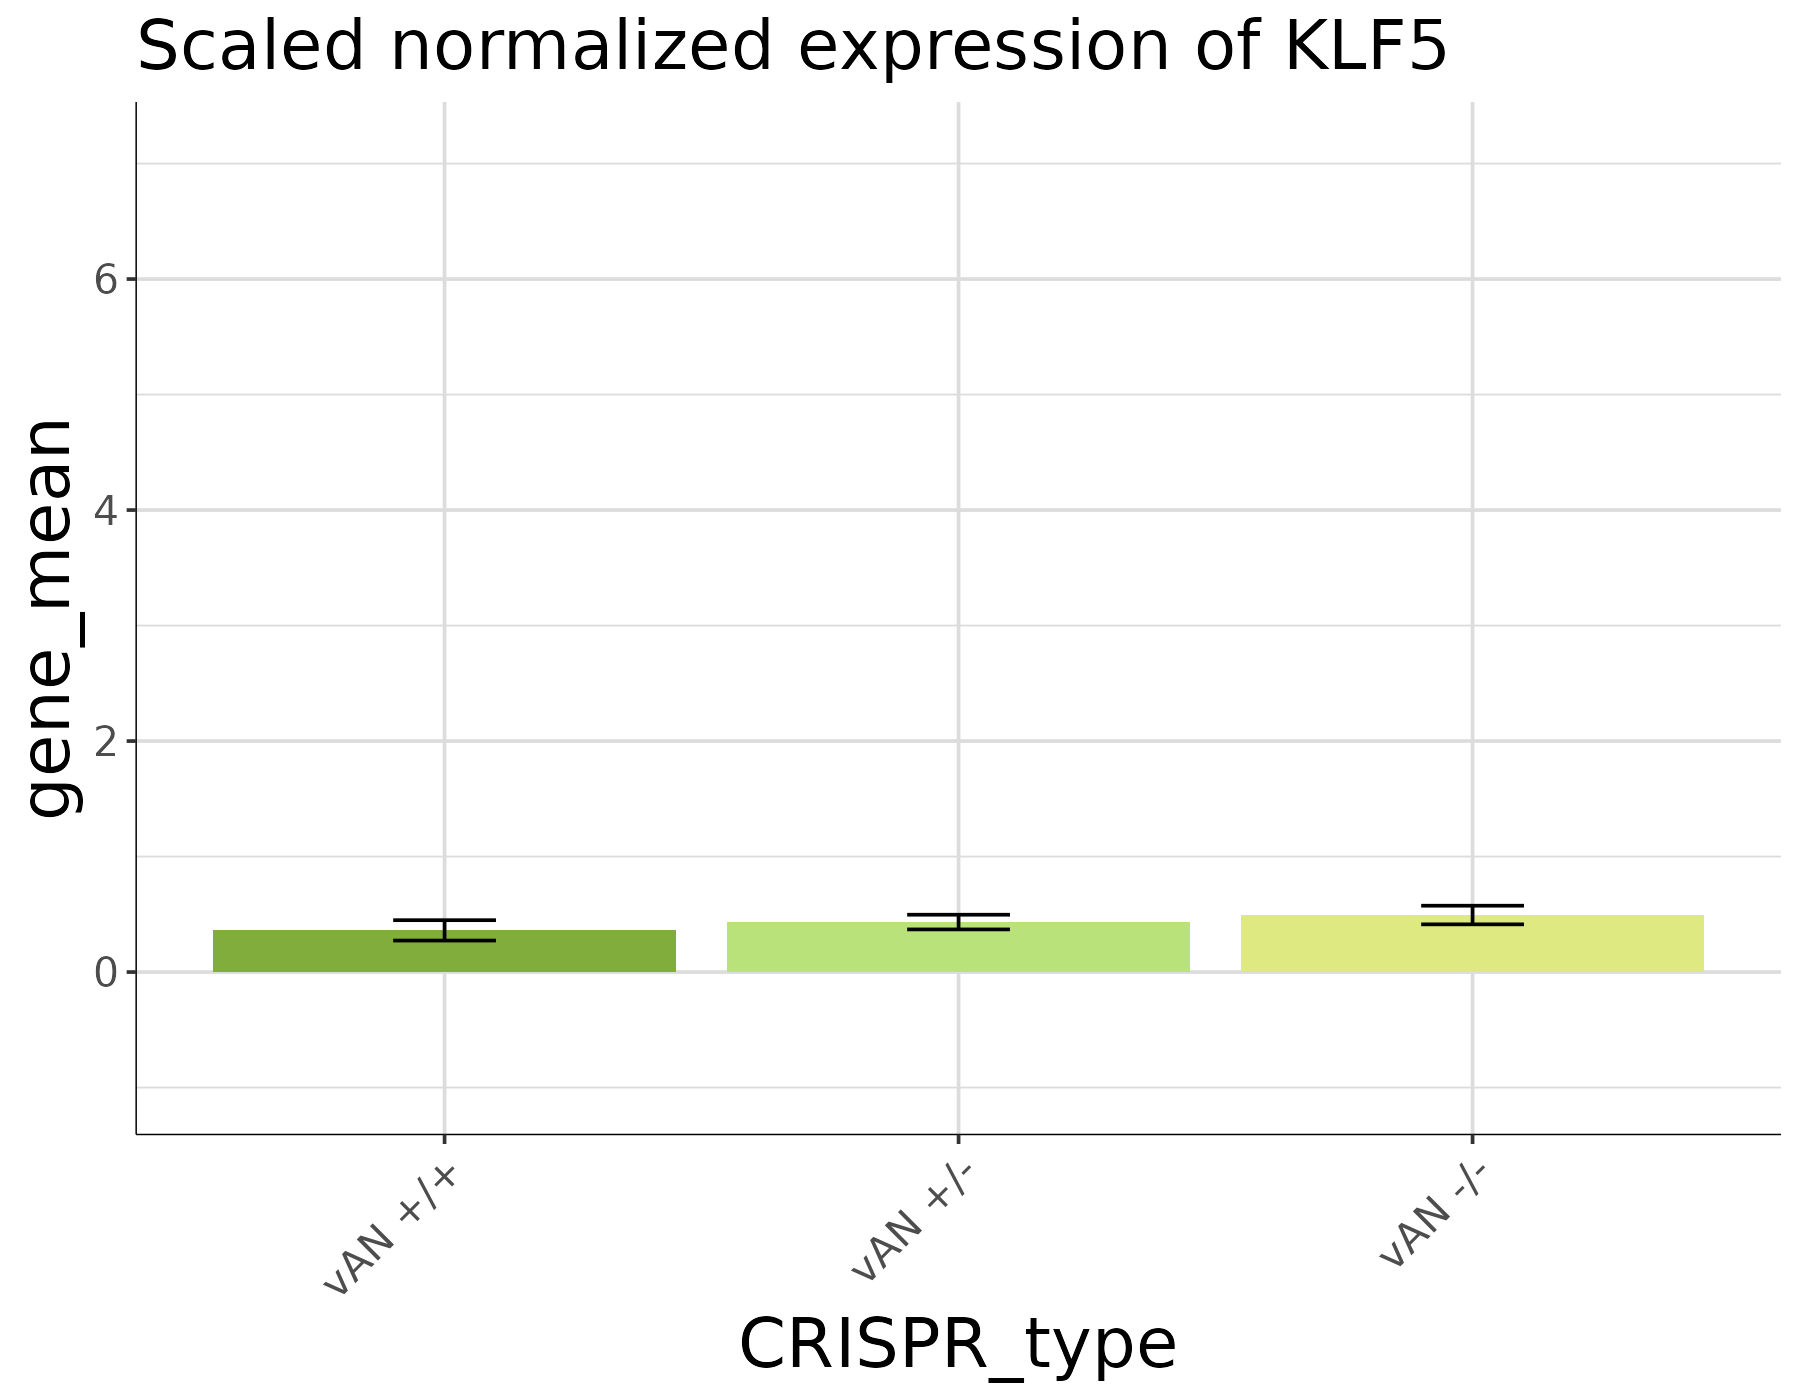 Scaled normalized expression of KLF5
gene_mean
6
4
2
0
vAN +/+
vAN +/-
vAN -/-
CRISPR_type